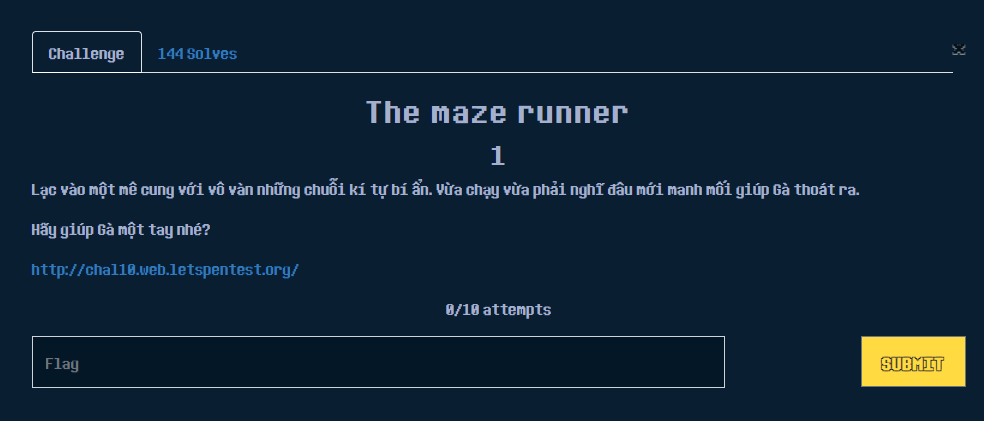 Challenge
144 Solves
×
The maze runner
1
Lạc vào một mê cung với vô vàn những chuỗi kí tự bí ẩn. Vừa chạy vừa phải nghĩ đâu mới manh mối giúp Gà thoát ra.
Hãy giúp Gà một tay nhé?
http://chal10.web.letspentest.org/
0/10 attempts
Flag
SUBMIT